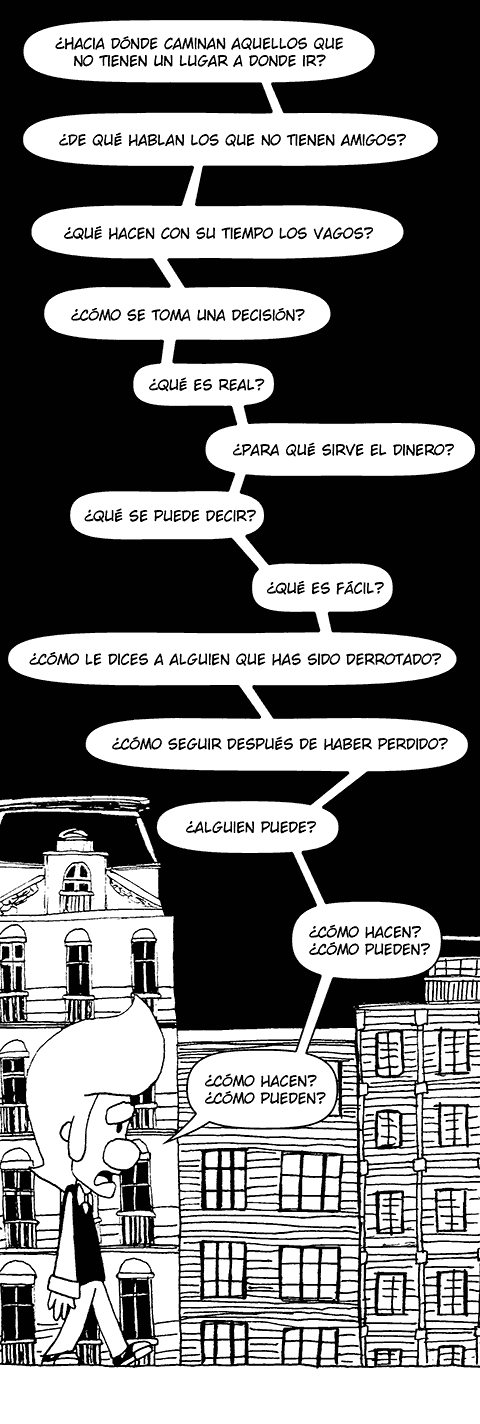 ¿HACIA DÓNDE CAMINAN AQUELLOS QUE
NO TIENEN UN LUGAR A DONDE IR?
¿DE QUÉ HABLAN LOS QUE NO TIENEN AMIGOS?
¿QUÉ HACEN CON SU TIEMPO LOS VAGOS?
¿CÓMO SE TOMA UNA DECISIÓN?
¿QUÉ ES REAL?
¿PARA QUÉ SIRVE EL DINERO?
¿QUÉ SE PUEDE DECIR?
¿QUÉ ES FÁCIL?
¿CÓMO LE DICES A ALGUIEN QUE HAS SIDO DERROTADO?
¿CÓMO SEGUIR DESPUÉS DE HABER PERDIDO?
¿ALGUIEN PUEDE?
¿CÓMO HACEN?
¿CÓMO PUEDEN?
¿CÓMO HACEN?
¿CÓMO PUEDEN?